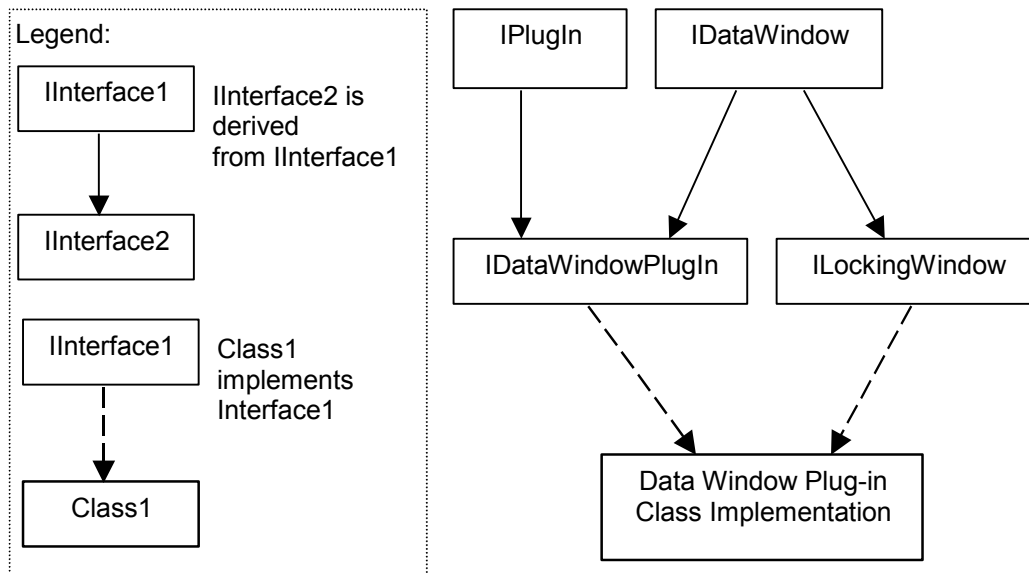 Legend:
IInterface1
IInterface2 is
derived
from IInterface1
IInterface2
IInterface1
Class1
implements
Interface1
Class1
IPlugIn
IDataWindow
IDataWindowPlugIn
ILockingWindow
Data Window Plug-in
Class Implementation